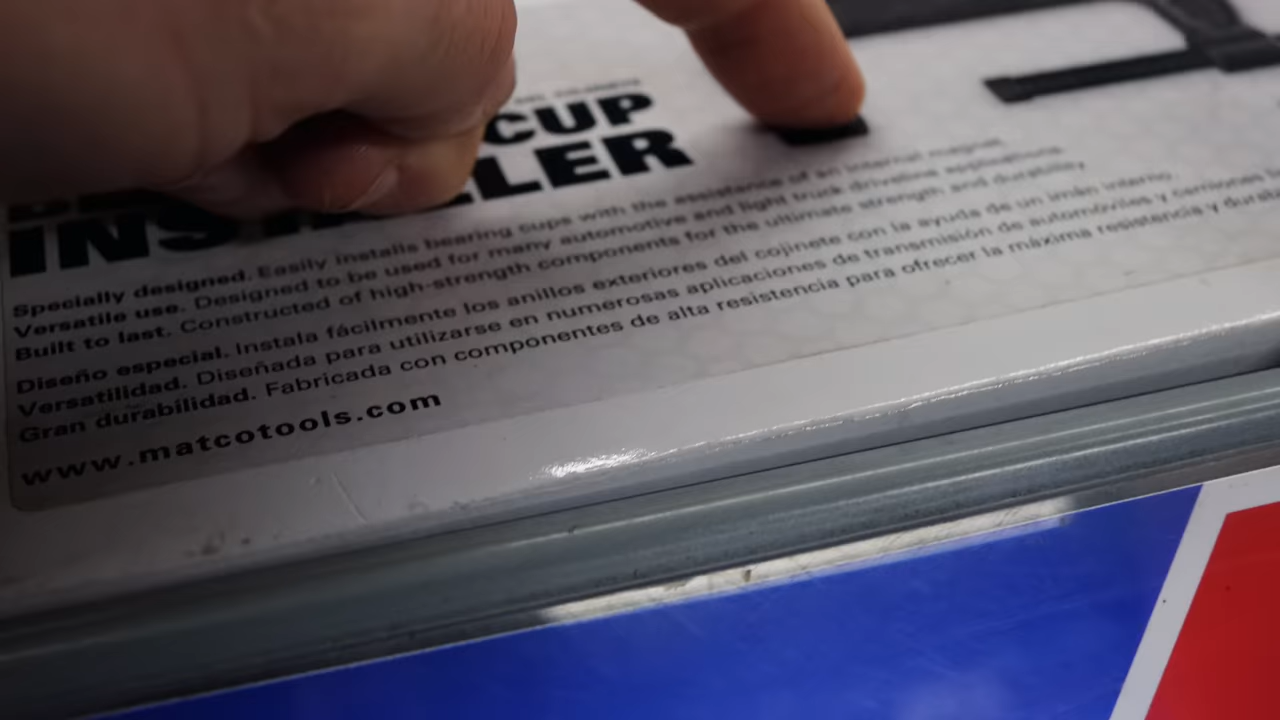 CUP
INS LER
Specially designed. Easily installs bearing cups with the assistance of an internal magnet.
Versatile use. Designed to be used for many automotive and light truck driveline applications.
Built to last. Constructed of high-strength components for the ultimate strength and durability.
Diseño especial. Instala fácilmente los anillos exteriores del cojinete con la ayuda de un imán interno.
Versatilidad. Diseñada para utilizarse en numerosas aplicaciones de transmisión de automóviles y camiones
Gran durabilidad. Fabricada con componentes de alta resistencia para ofrecer la máxima resistencia y
www.matcotools.com